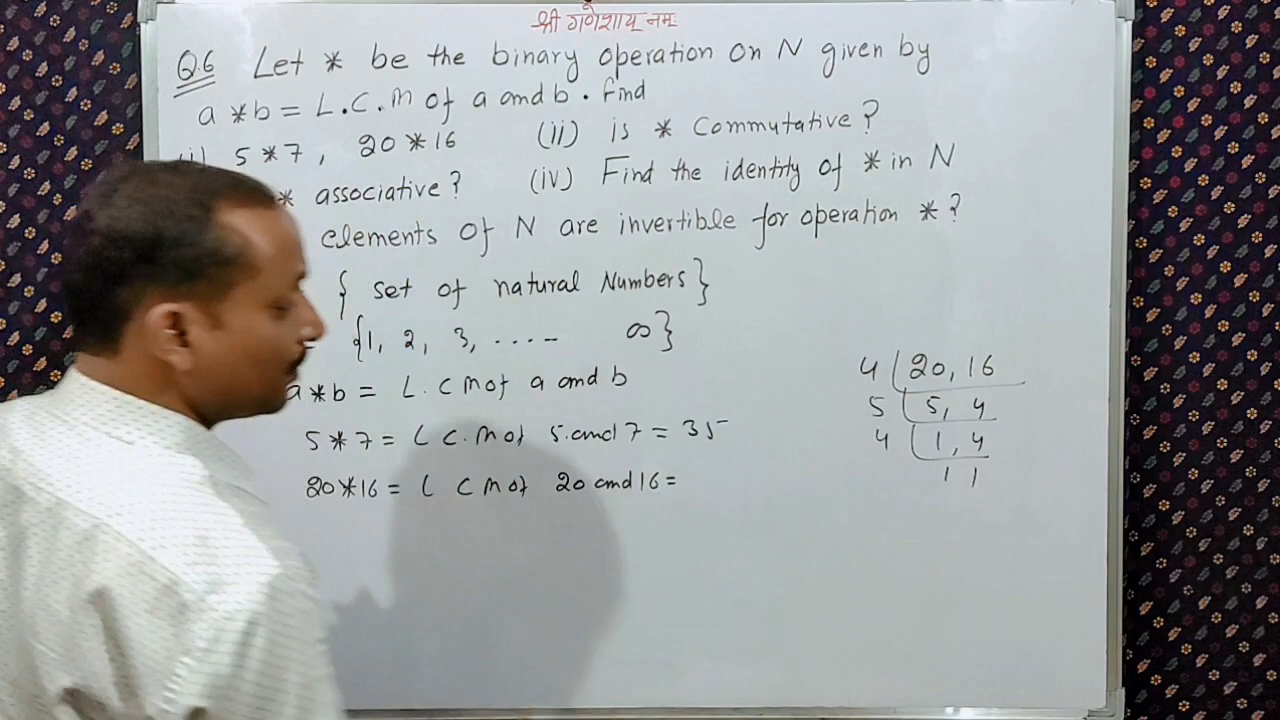 श्री गणेशाय नमः
Q.6 Let * be the binary operation on N given by
a * b = L.C.M of a and b. Find
(i) 5 * 7, 20 * 16 (ii) is * Commutative?
* associative? (iv) Find the identity of * in N
elements of N are invertible for operation *?
{ set of natural Numbers }
{1, 2, 3, ..... ∞}
a * b = L.C M of a and b
5 * 7 = L C.M of 5 and 7 = 35
20 * 16 = L C M of 20 and 16 =
4 | 20, 16
5 | 5, 4
4 | 1, 4
1 1